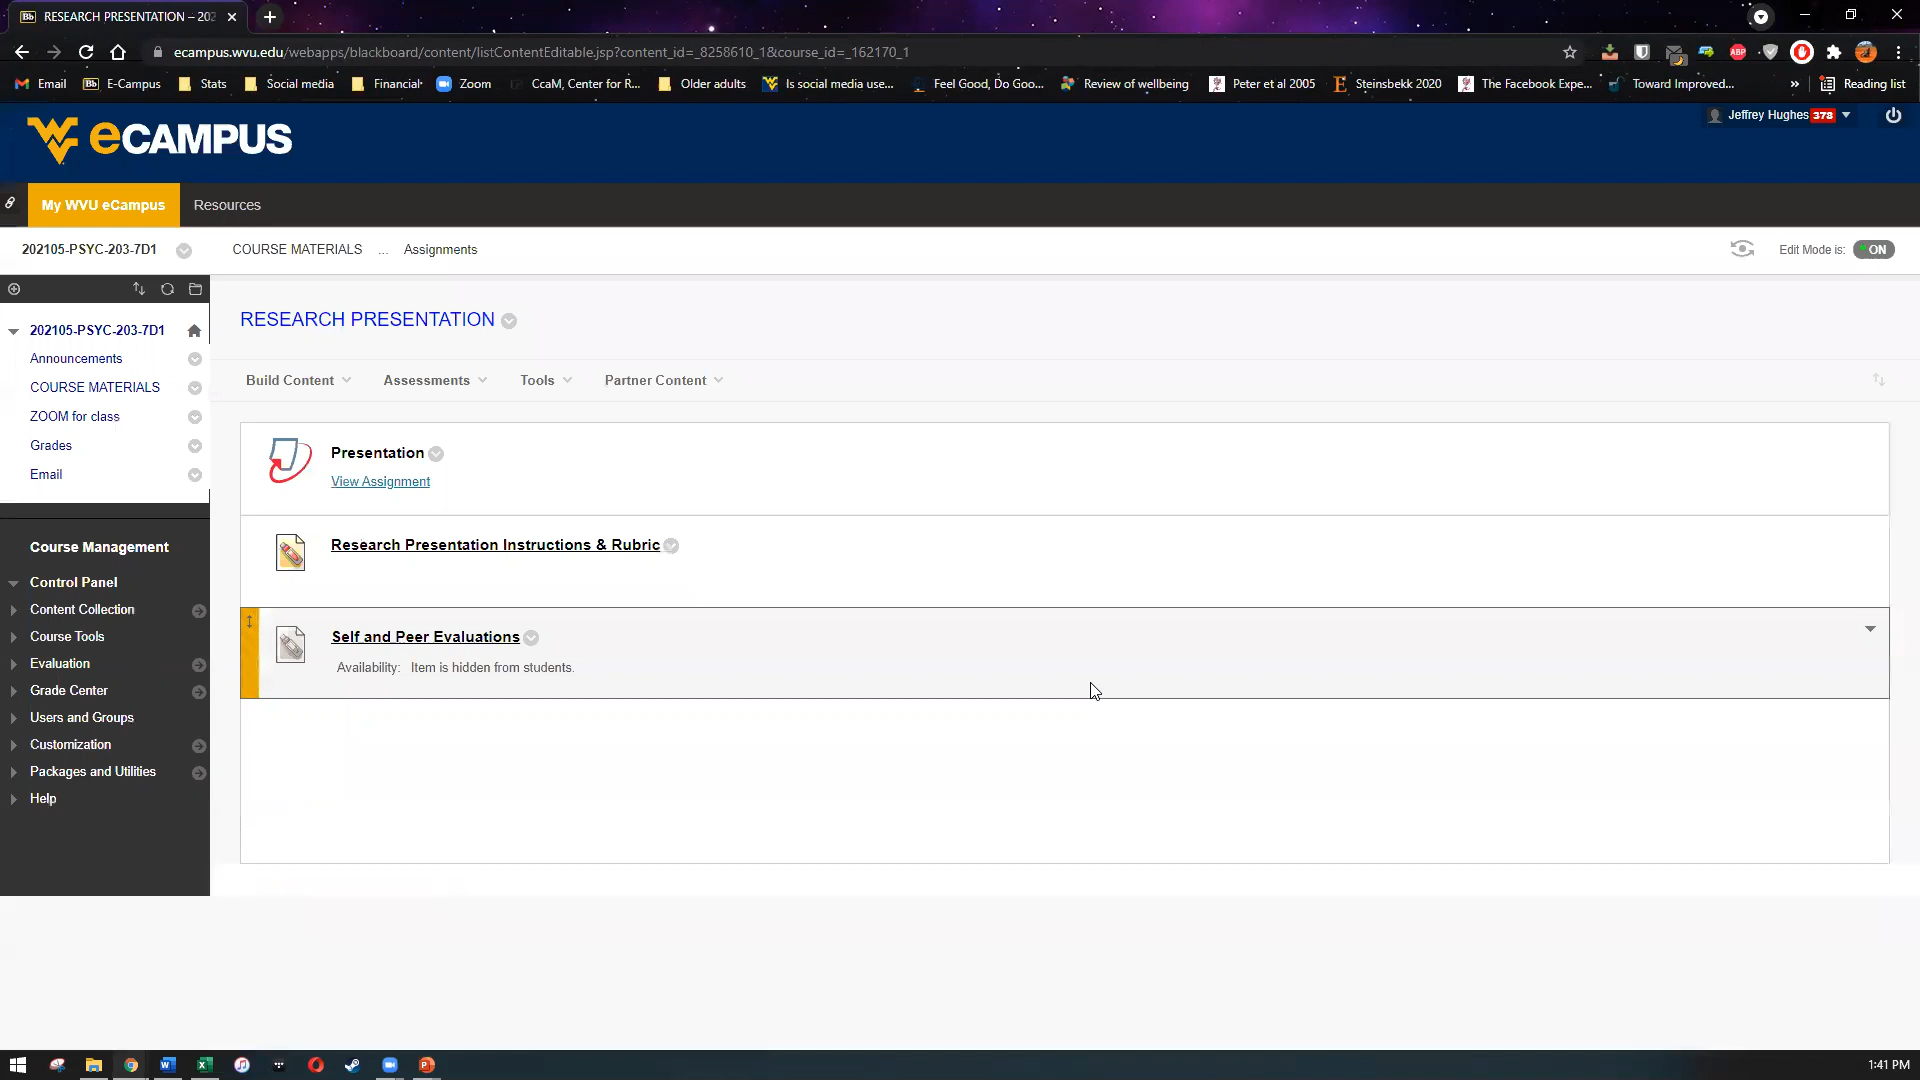 RESEARCH PRESENTATION – 202
ecampus.wvu.edu/webapps/blackboard/content/listContentEditable.jsp?content_id=_8258610_1&course_id=_162170_1
Email E-Campus Stats Social media Financial Zoom CcaM, Center for R... Older adults Is social media use... Feel Good, Do Goo... Review of wellbeing Peter et al 2005 Steinsbekk 2020 The Facebook Expe... Toward Improved... » Reading list
eCAMPUS
Jeffrey Hughes 378
My WVU eCampus Resources
202105-PSYC-203-7D1 COURSE MATERIALS ... Assignments Edit Mode is: ON
202105-PSYC-203-7D1
Announcements
COURSE MATERIALS
ZOOM for class
Grades
Email
Course Management
Control Panel
Content Collection
Course Tools
Evaluation
Grade Center
Users and Groups
Customization
Packages and Utilities
Help
RESEARCH PRESENTATION
Build Content Assessments Tools Partner Content
Presentation
View Assignment
Research Presentation Instructions & Rubric
Self and Peer Evaluations
Availability: Item is hidden from students.
1:41 PM